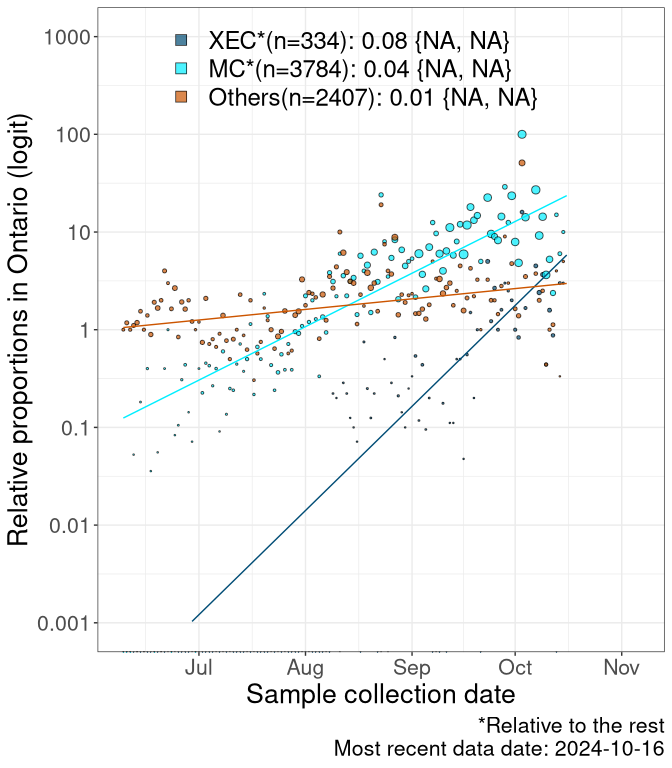 XEC*(n=334): 0.08 {NA, NA}
MC*(n=3784): 0.04 {NA, NA}
Others(n=2407): 0.01 {NA, NA}
Relative proportions in Ontario (logit)
1000
100
10
1
0.1
0.01
0.001
Jul Aug Sep Oct Nov
Sample collection date
*Relative to the rest
Most recent data date: 2024-10-16